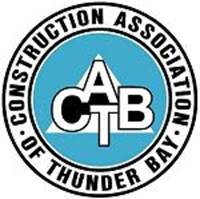 · CONSTRUCTION ASSOCIATION ·
OF THUNDER BAY
CATB